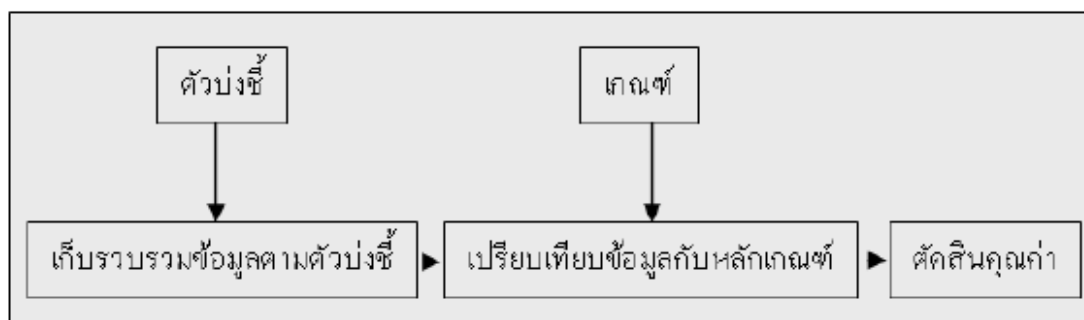 ตัวบ่งชี้
เกณฑ์
เก็บรวบรวมข้อมูลตามตัวบ่งชี้
เปรียบเทียบข้อมูลกับหลักเกณฑ์
ตัดสินคุณค่า